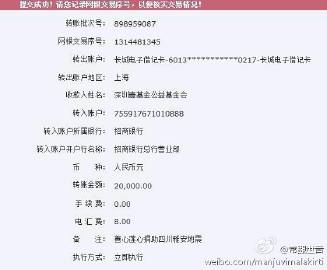 提交成功！请您记录网银交易序号，以便核实交易情况！
转账批次号： 898959087
网银交易序号： 1314481345
转出账户： 长城电子借记卡-6013***********0217-长城电子借记卡
转出账户地区： 上海
收款人姓名： 深圳壹基金公益基金会
转入账户： 755917671010888
转入账户所属银行： 招商银行
转入账户开户行名称： 招商银行总行营业部
币 种： 人民币元
转账金额： 20,000.00
手 续 费： 0.00
电 汇 费： 8.00
备 注： 善心莲心捐助四川雅安地震
执行方式： 立即执行
weibo.com/manjuvimalakirti